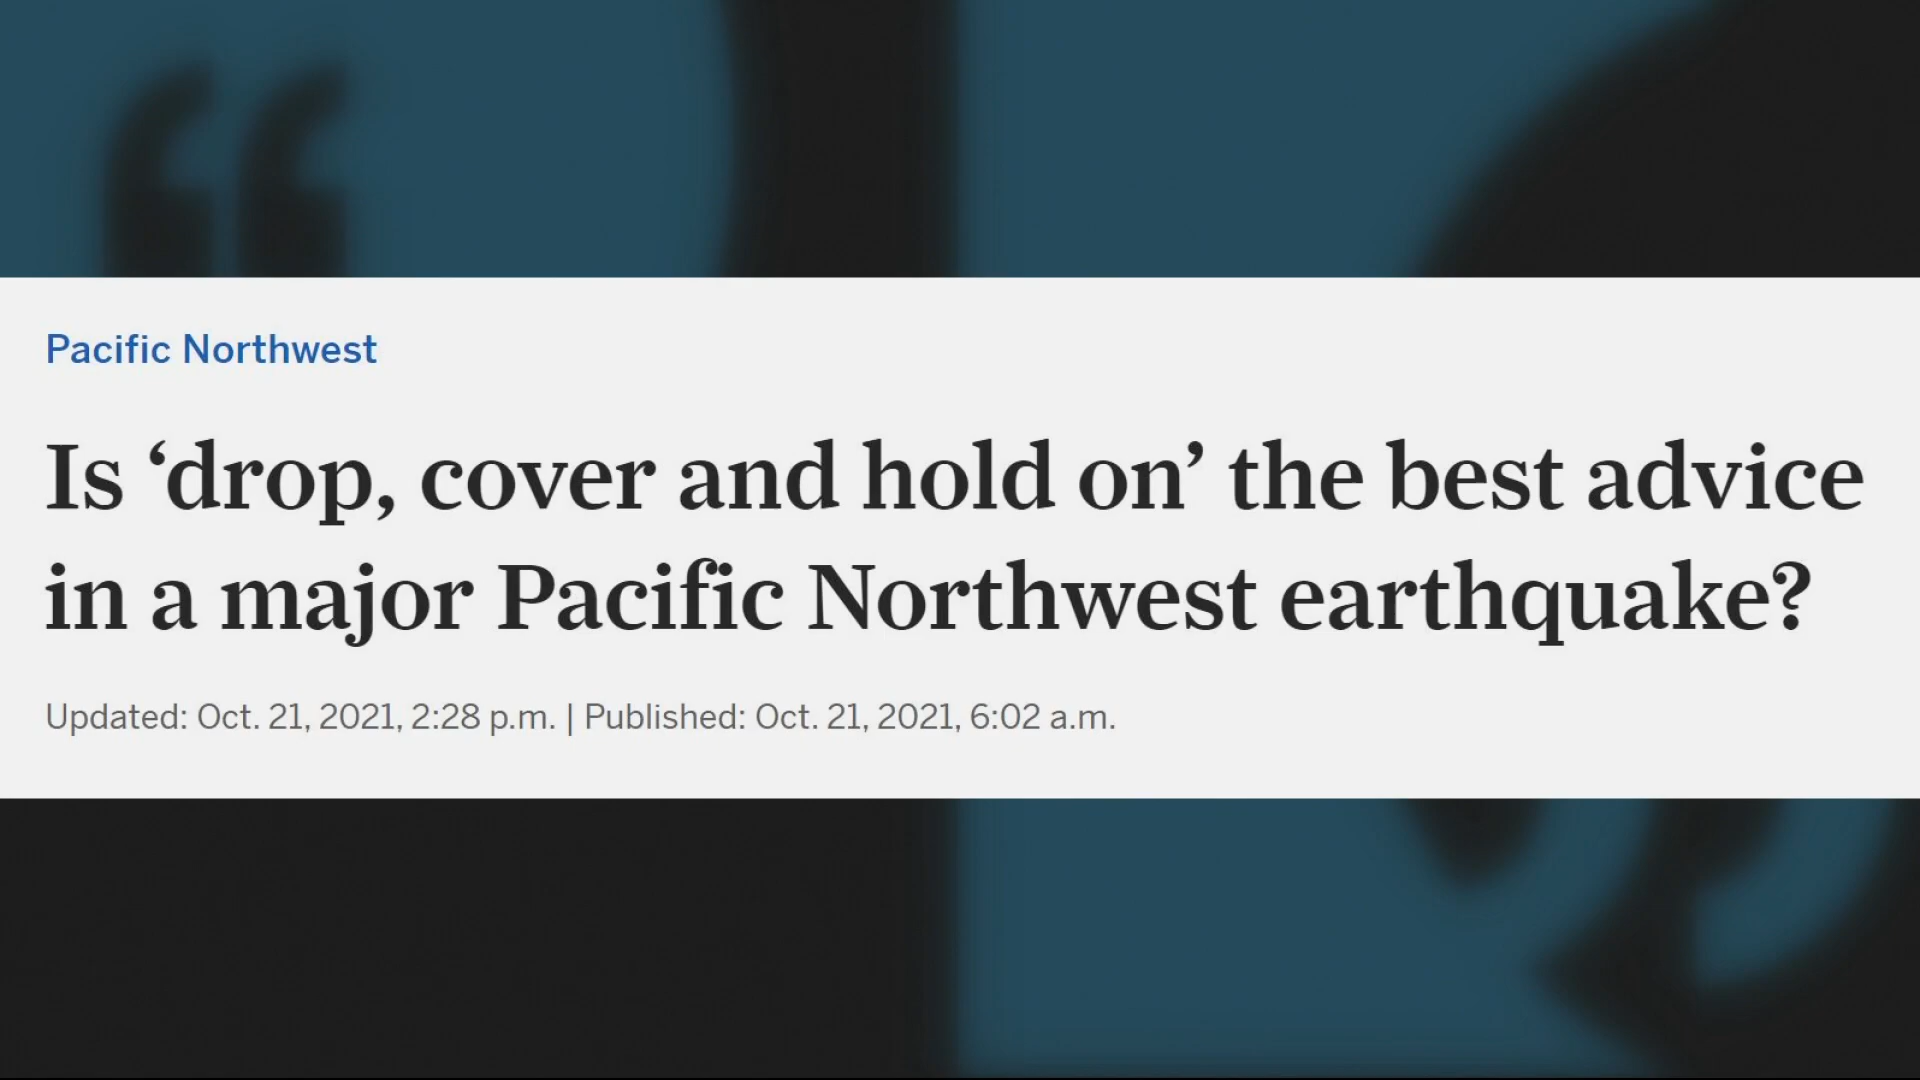 Pacific Northwest
Is ‘drop, cover and hold on’ the best advice
in a major Pacific Northwest earthquake?
Updated: Oct. 21, 2021, 2:28 p.m. | Published: Oct. 21, 2021, 6:02 a.m.